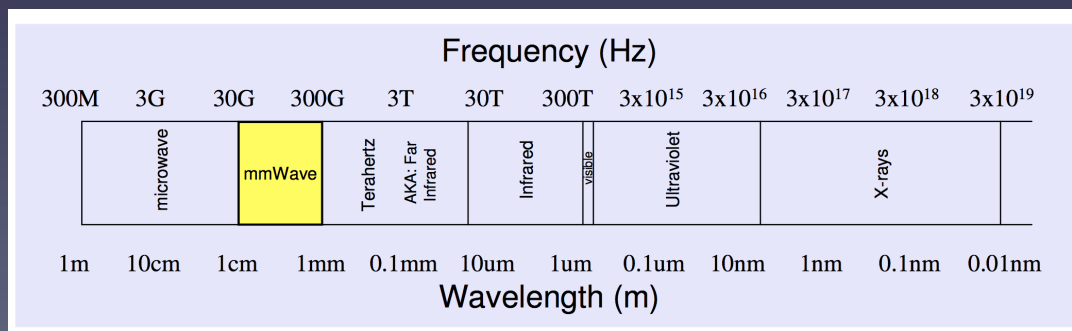 Frequency (Hz)
300M 3G 30G 300G 3T 30T 300T 3x10¹⁵ 3x10¹⁶ 3x10¹⁷ 3x10¹⁸ 3x10¹⁹
microwave
mmWave
Terahertz
AKA: Far
Infrared
Infrared
visible
Ultraviolet
X-rays
1m 10cm 1cm 1mm 0.1mm 10um 1um 0.1um 10nm 1nm 0.1nm 0.01nm
Wavelength (m)